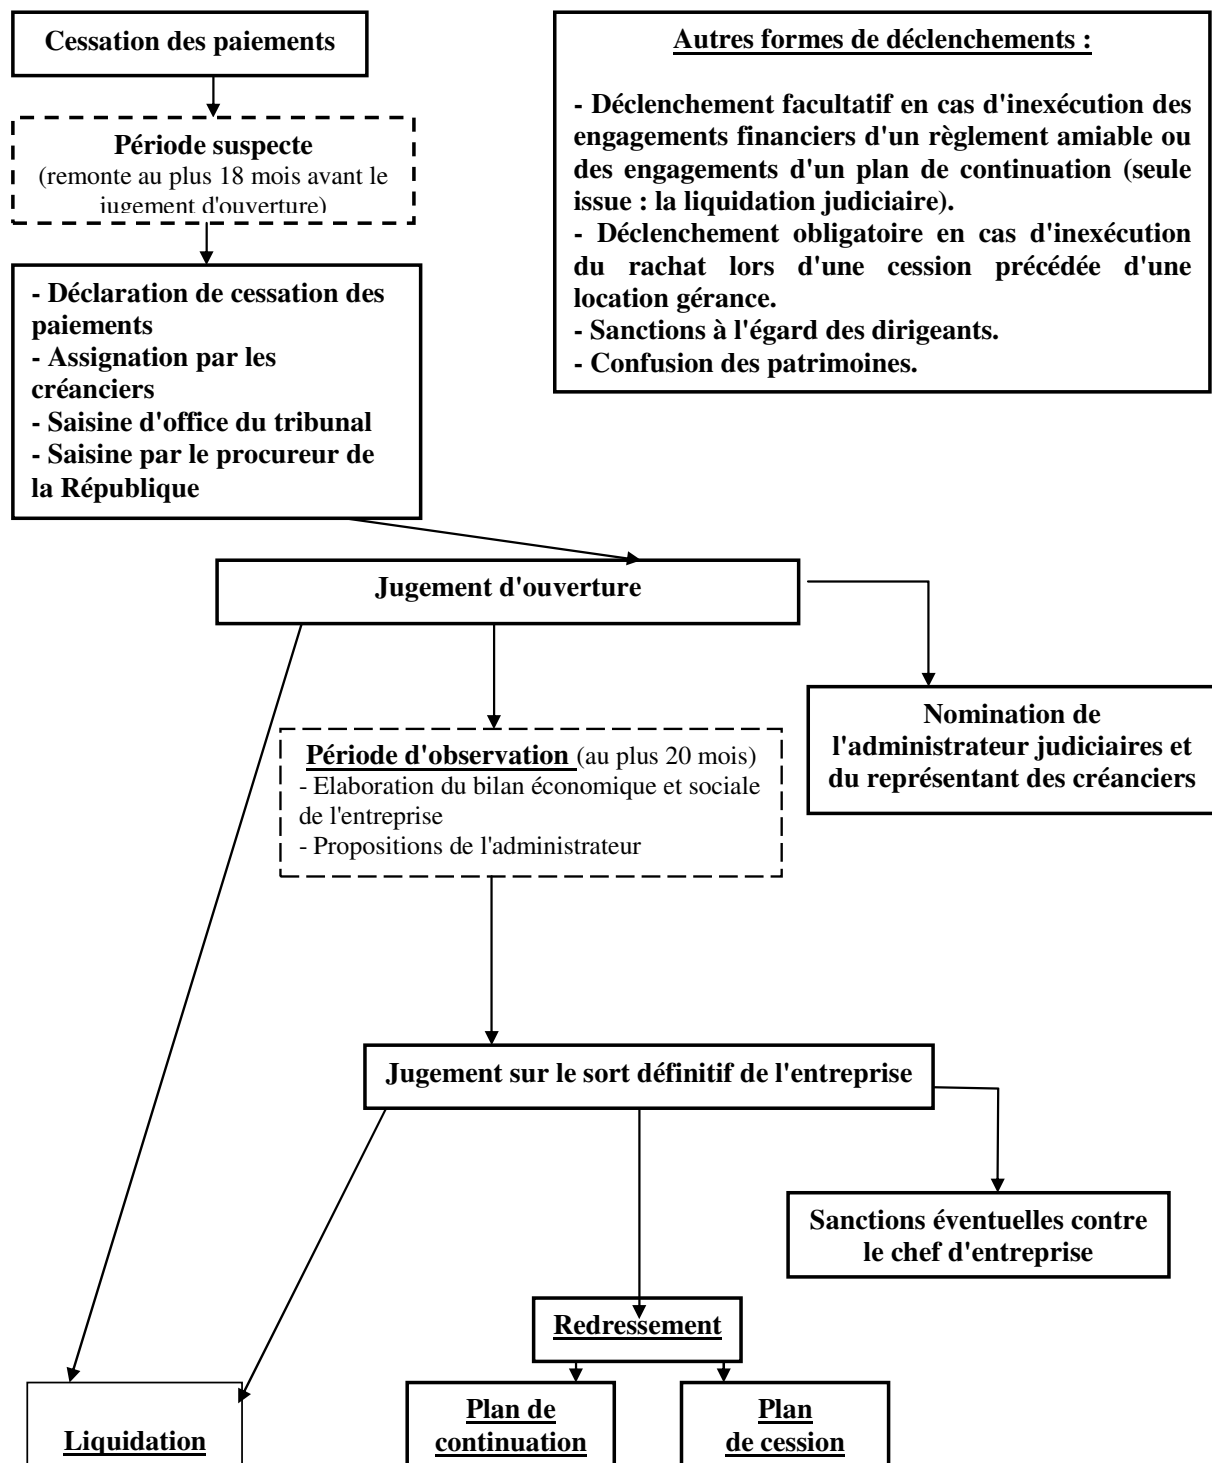 Cessation des paiements
Période suspecte
(remonte au plus 18 mois avant le
jugement d'ouverture)
- Déclaration de cessation des
paiements
- Assignation par les
créanciers
- Saisine d'office du tribunal
- Saisine par le procureur de
la République
Autres formes de déclenchements :
- Déclenchement facultatif en cas d'inexécution des
engagements financiers d'un règlement amiable ou
des engagements d'un plan de continuation (seule
issue : la liquidation judiciaire).
- Déclenchement obligatoire en cas d'inexécution
du rachat lors d'une cession précédée d'une
location gérance.
- Sanctions à l'égard des dirigeants.
- Confusion des patrimoines.
Jugement d'ouverture
Nomination de
l'administrateur judiciaires et
du représentant des créanciers
Période d'observation (au plus 20 mois)
- Elaboration du bilan économique et sociale
de l'entreprise
- Propositions de l'administrateur
Jugement sur le sort définitif de l'entreprise
Sanctions éventuelles contre
le chef d'entreprise
Redressement
Liquidation
Plan de
continuation
Plan
de cession